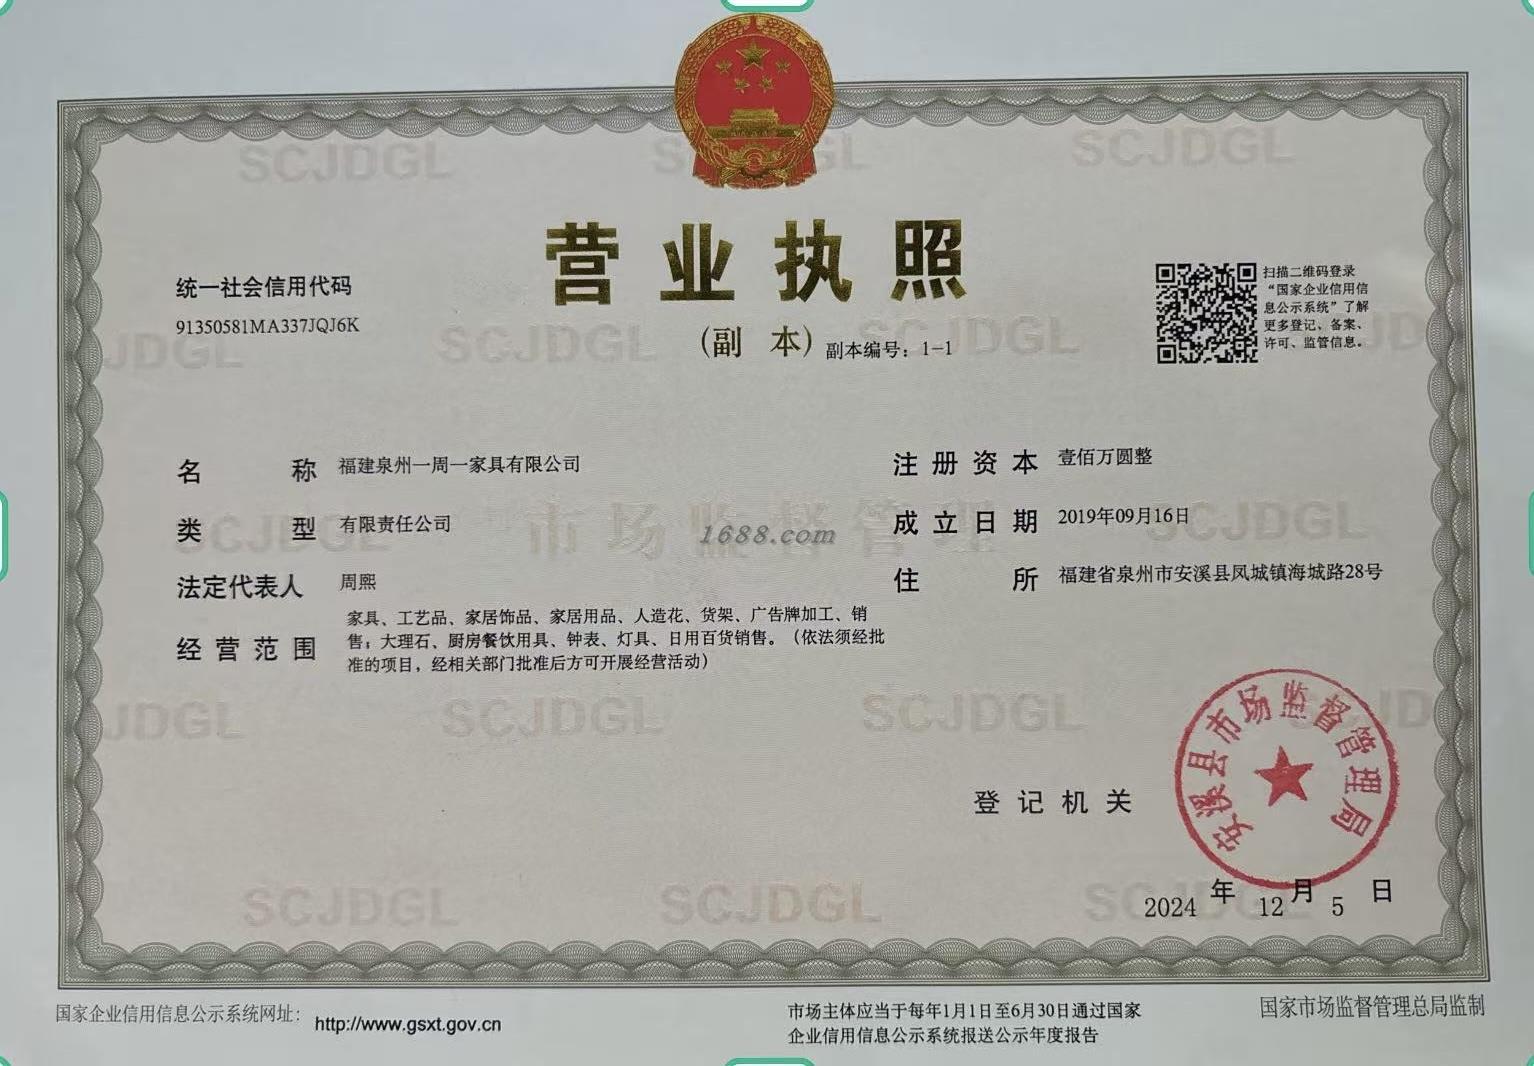 营业执照
(副 本) 副本编号：1-1
统一社会信用代码
91350581MA337JQJ6K
扫描二维码登录
“国家企业信用信
息公示系统”了解
更多登记、备案、
许可、监管信息。
名 称 福建泉州一周一家具有限公司
类 型 有限责任公司
法定代表人 周熙
经营范围 家具、工艺品、家居饰品、家居用品、人造花、货架、广告牌加工、销
售；大理石、厨房餐饮用具、钟表、灯具、日用百货销售。（依法须经批
准的项目，经相关部门批准后方可开展经营活动）
注册资本 壹佰万圆整
成立日期 2019年09月16日
住 所 福建省泉州市安溪县凤城镇海城路28号
市场监督管理
1688.com
SCJDGL
登记机关
安溪县市场监督管理局
2024 年 12 月 5 日
国家企业信用信息公示系统网址： http://www.gsxt.gov.cn
市场主体应当于每年1月1日至6月30日通过国家
企业信用信息公示系统报送公示年度报告
国家市场监督管理总局监制